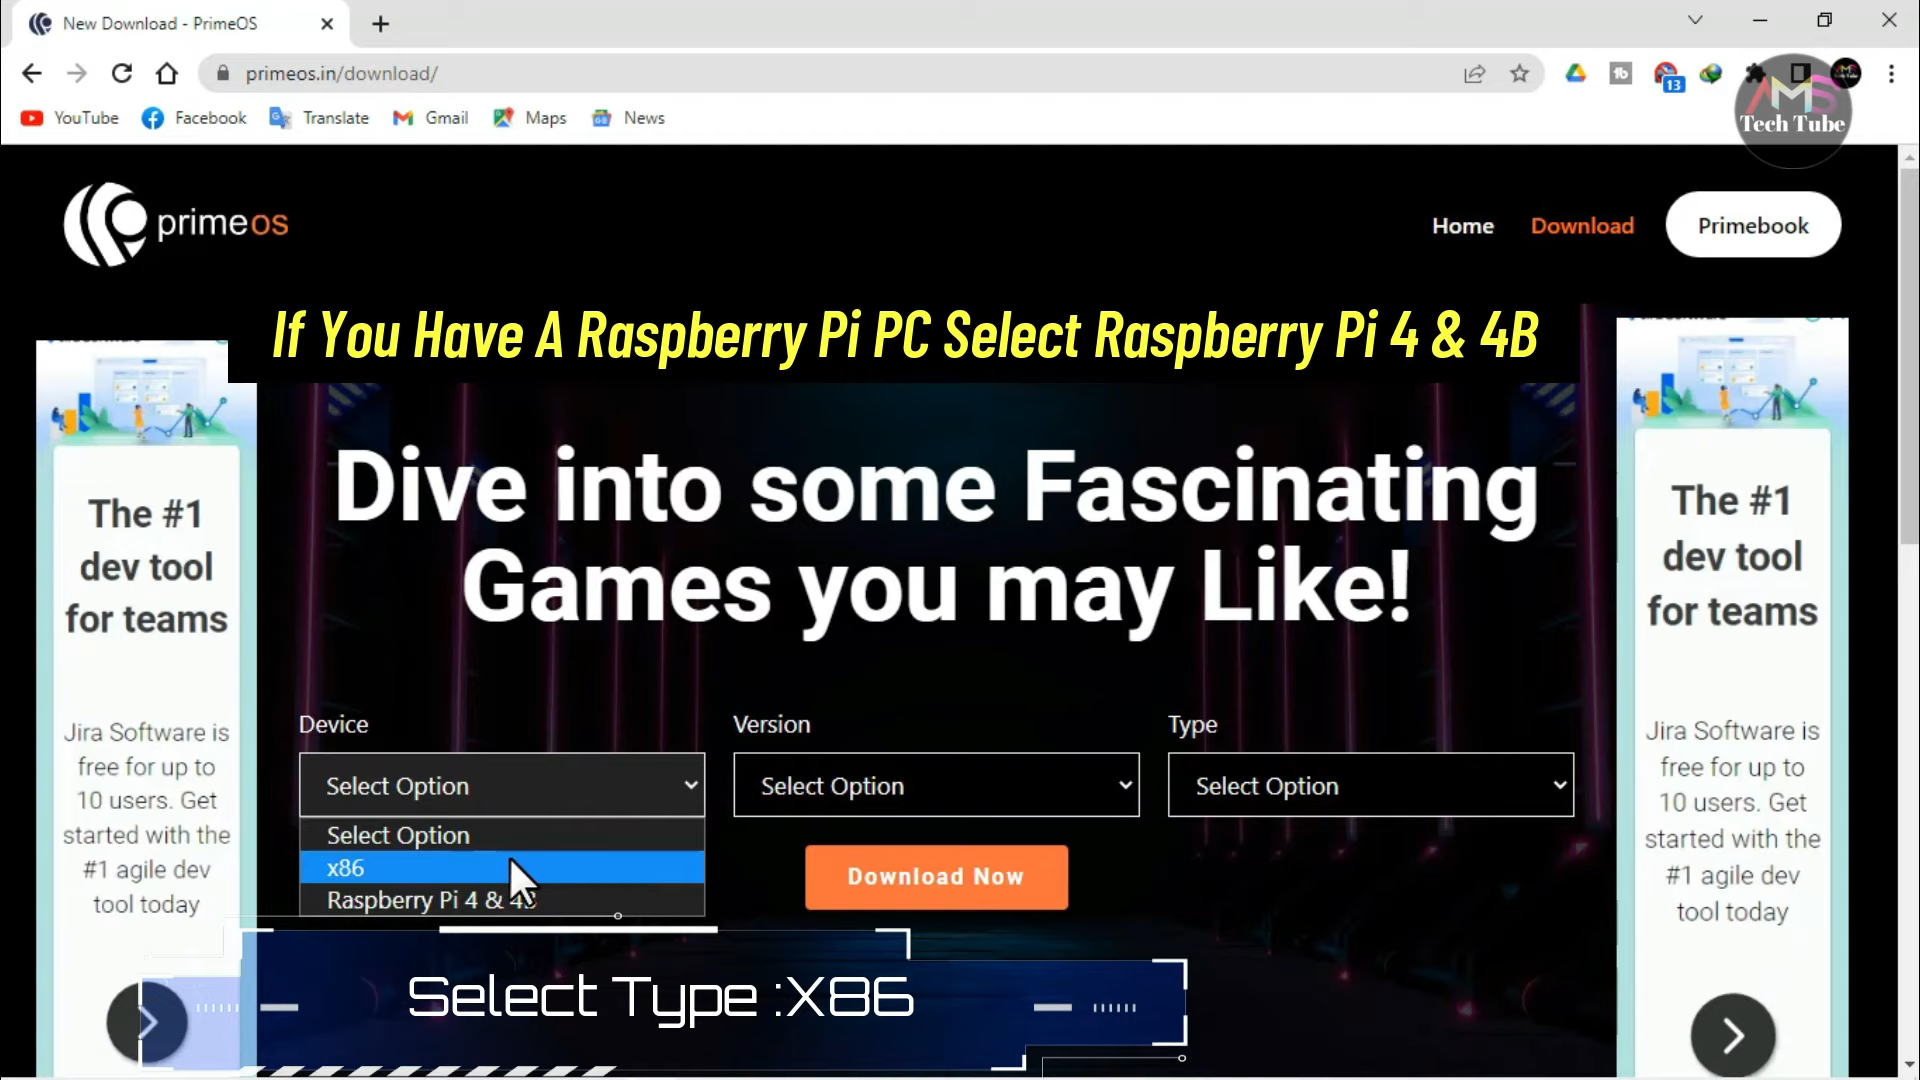 New Download - PrimeOS
primeos.in/download/
13
YouTube
Facebook
Translate
Gmail
Maps
News
AMS
Tech Tube
primeos
Home
Download
Primebook
If You Have A Raspberry Pi PC Select Raspberry Pi 4 & 4B
Dive into some Fascinating
Games you may Like!
The #1
dev tool
for teams
Jira Software is
free for up to
10 users. Get
started with the
#1 agile dev
tool today
The #1
dev tool
for teams
Jira Software is
free for up to
10 users. Get
started with the
#1 agile dev
tool today
Device
Version
Type
Select Option
Select Option
Select Option
Select Option
x86
Raspberry Pi 4 & 4B
Download Now
Select Type :X86